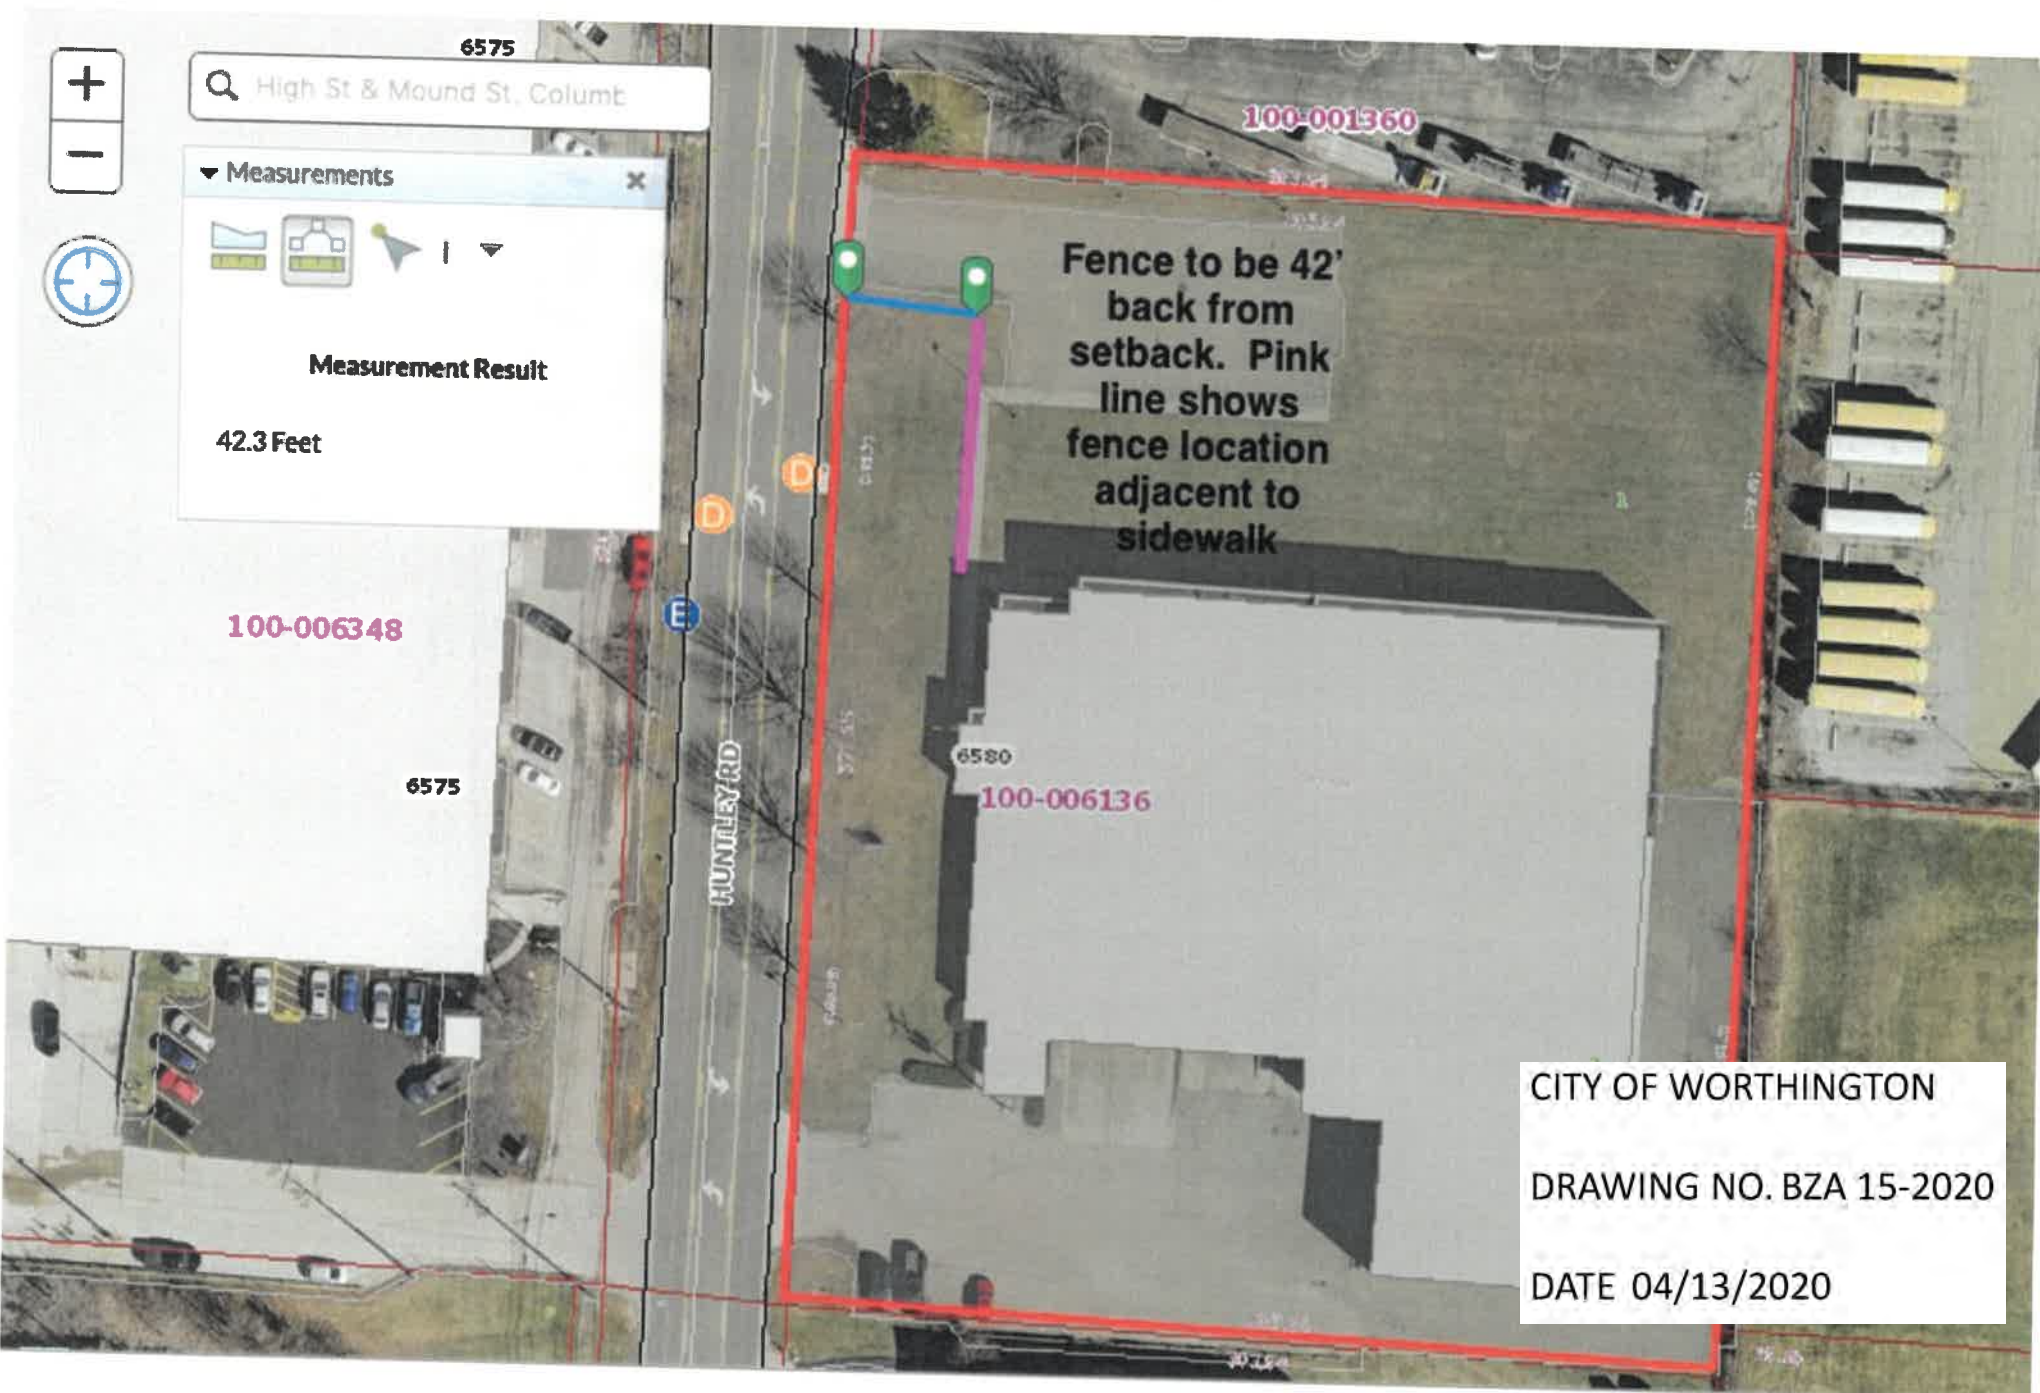 6575
High St & Mound St, Columb
Measurements
Measurement Result
42.3 Feet
100-001360
Fence to be 42'
back from
setback. Pink
line shows
fence location
adjacent to
sidewalk
D
D
E
1
100-006348
6575
HUNTLEY RD
6580
100-006136
CITY OF WORTHINGTON
DRAWING NO. BZA 15-2020
DATE 04/13/2020